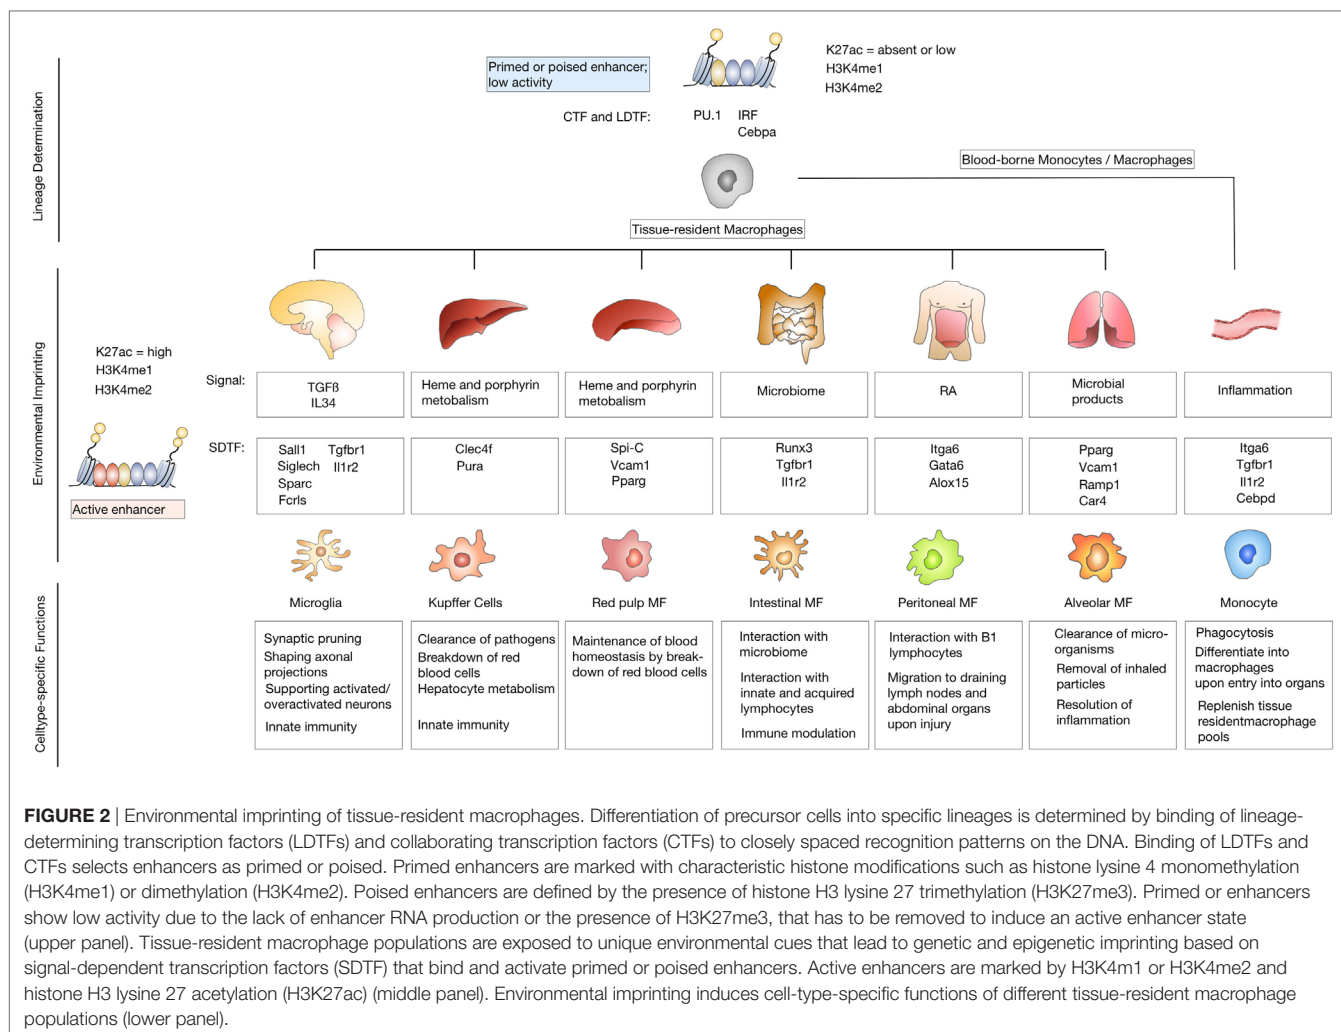 Primed or poised enhancer;
low activity
K27ac = absent or low
H3K4me1
H3K4me2
CTF and LDTF:
PU.1
IRF
Cebpa
Lineage Determination
Blood-borne Monocytes / Macrophages
Tissue-resident Macrophages
Environmental Imprinting
K27ac = high
H3K4me1
H3K4me2
Active enhancer
Signal:
TGFß
IL34
Heme and porphyrin
metobalism
Heme and porphyrin
metobalism
Microbiome
RA
Microbial
products
Inflammation
SDTF:
Sall1 Tgfbr1
Siglech Il1r2
Sparc
Fcrls
Clec4f
Pura
Spi-C
Vcam1
Pparg
Runx3
Tgfbr1
Il1r2
Itga6
Gata6
Alox15
Pparg
Vcam1
Ramp1
Car4
Itga6
Tgfbr1
Il1r2
Cebpd
Celltype-specific Functions
Microglia
Kupffer Cells
Red pulp MF
Intestinal MF
Peritoneal MF
Alveolar MF
Monocyte
Synaptic pruning
Shaping axonal
projections
Supporting activated/
overactivated neurons
Innate immunity
Clearance of pathogens
Breakdown of red
blood cells
Hepatocyte metabolism
Innate immunity
Maintenance of blood
homeostasis by break-
down of red blood cells
Interaction with
microbiome
Interaction with
innate and acquired
lymphocytes
Immune modulation
Interaction with B1
lymphocytes
Migration to draining
lymph nodes and
abdominal organs
upon injury
Clearance of micro-
organisms
Removal of inhaled
particles
Resolution of
inflammation
Phagocytosis
Differentiate into
macrophages
upon entry into organs
Replenish tissue
residentmacrophage
pools
FIGURE 2 | Environmental imprinting of tissue-resident macrophages. Differentiation of precursor cells into specific lineages is determined by binding of lineage-
determining transcription factors (LDTFs) and collaborating transcription factors (CTFs) to closely spaced recognition patterns on the DNA. Binding of LDTFs and
CTFs selects enhancers as primed or poised. Primed enhancers are marked with characteristic histone modifications such as histone lysine 4 monomethylation
(H3K4me1) or dimethylation (H3K4me2). Poised enhancers are defined by the presence of histone H3 lysine 27 trimethylation (H3K27me3). Primed or enhancers
show low activity due to the lack of enhancer RNA production or the presence of H3K27me3, that has to be removed to induce an active enhancer state
(upper panel). Tissue-resident macrophage populations are exposed to unique environmental cues that lead to genetic and epigenetic imprinting based on
signal-dependent transcription factors (SDTF) that bind and activate primed or poised enhancers. Active enhancers are marked by H3K4m1 or H3K4me2 and
histone H3 lysine 27 acetylation (H3K27ac) (middle panel). Environmental imprinting induces cell-type-specific functions of different tissue-resident macrophage
populations (lower panel).